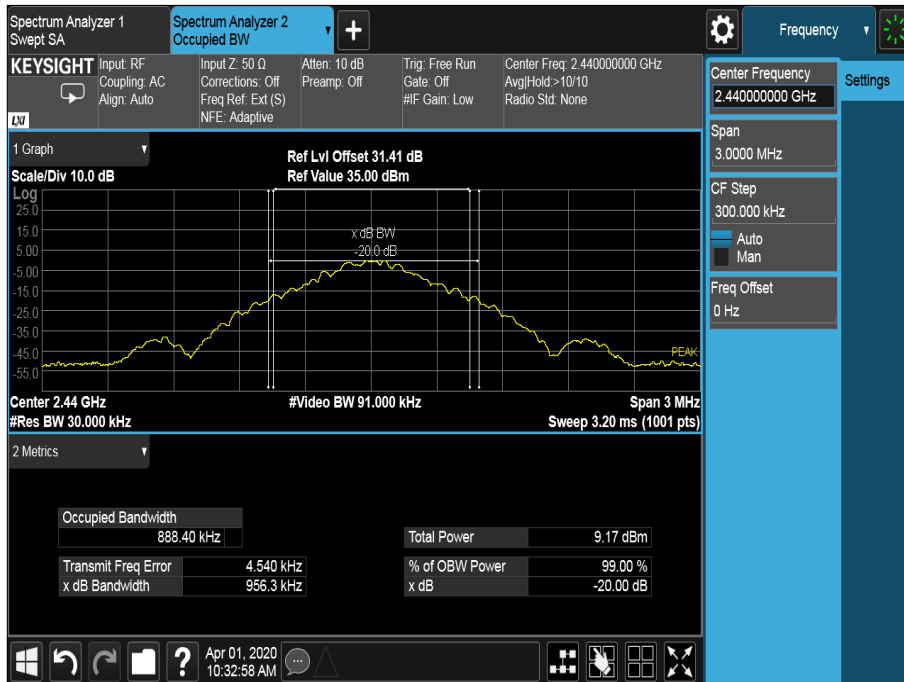 Spectrum Analyzer 1
Swept SA
Spectrum Analyzer 2
Occupied BW
+
Frequency
KEYSIGHT
LXI
Input: RF
Coupling: AC
Align: Auto
Input Z: 50 Ω
Corrections: Off
Freq Ref: Ext (S)
NFE: Adaptive
Atten: 10 dB
Preamp: Off
Trig: Free Run
Gate: Off
#IF Gain: Low
Center Freq: 2.440000000 GHz
Avg|Hold:>10/10
Radio Std: None
1 Graph
Scale/Div 10.0 dB
Ref Lvl Offset 31.41 dB
Ref Value 35.00 dBm
Log
25.0
15.0
5.00
-5.00
-15.0
-25.0
-35.0
-45.0
-55.0
x dB BW
-20.0 dB
PEAK
Center 2.44 GHz
#Video BW 91.000 kHz
Span 3 MHz
#Res BW 30.000 kHz
Sweep 3.20 ms (1001 pts)
2 Metrics
Occupied Bandwidth
888.40 kHz
Transmit Freq Error 4.540 kHz
x dB Bandwidth 956.3 kHz
Total Power 9.17 dBm
% of OBW Power 99.00 %
x dB -20.00 dB
?
Apr 01, 2020
10:32:58 AM
Center Frequency
2.440000000 GHz
Span
3.0000 MHz
CF Step
300.000 kHz
Auto
Man
Freq Offset
0 Hz
Settings